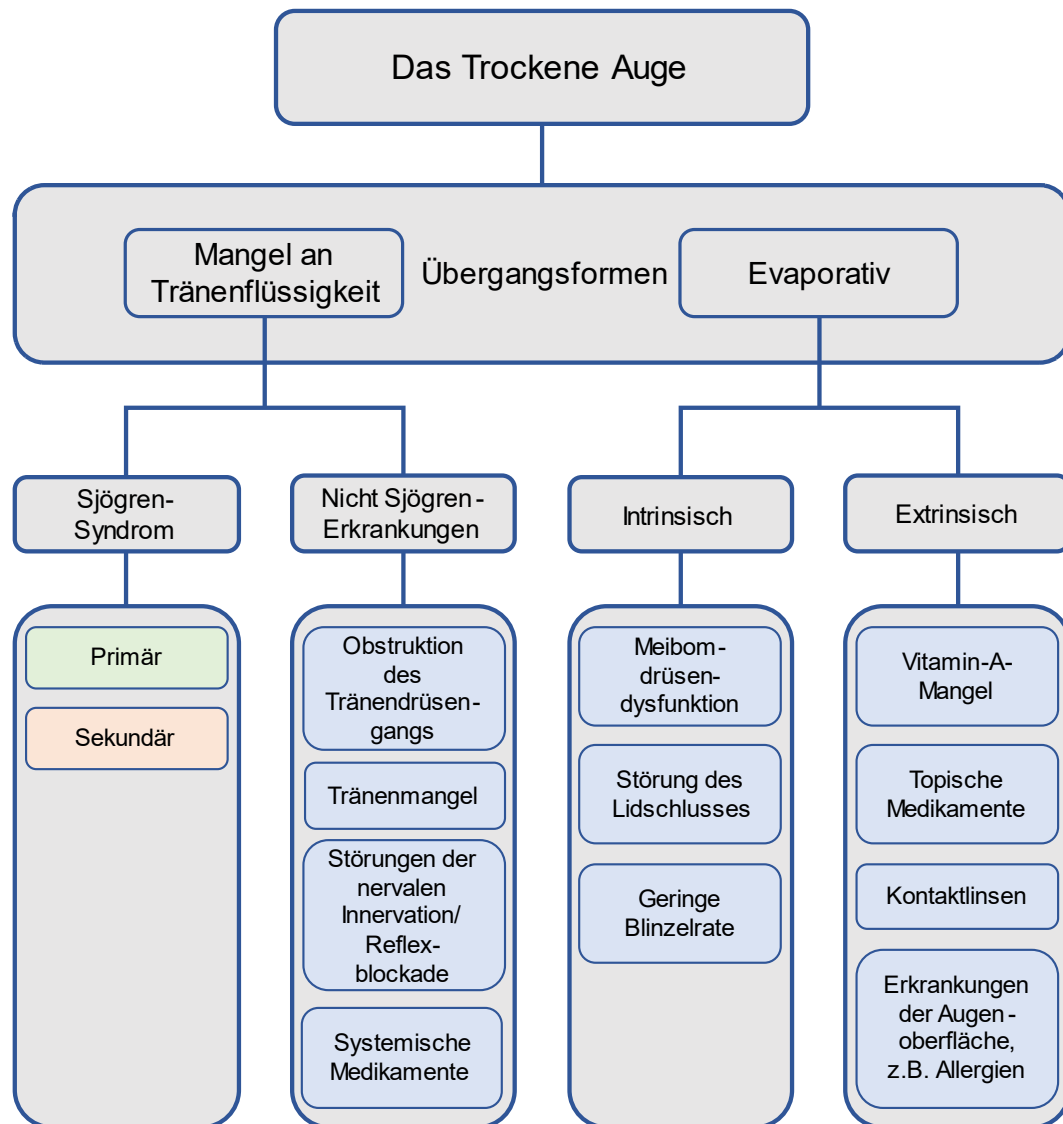 Das Trockene Auge
Mangel an
Tränenflüssigkeit
Übergangsformen
Evaporativ
Sjögren-
Syndrom
Nicht Sjögren-
Erkrankungen
Intrinsisch
Extrinsisch
Primär
Sekundär
Obstruktion
des
Tränendrüsen-
gangs
Tränenmangel
Störungen der
nervalen
Innervation/
Reflex-
blockade
Systemische
Medikamente
Meibom-
drüsen-
dysfunktion
Störung des
Lidschlusses
Geringe
Blinzelrate
Vitamin-A-
Mangel
Topische
Medikamente
Kontaktlinsen
Erkrankungen
der Augen-
oberfläche,
z.B. Allergien